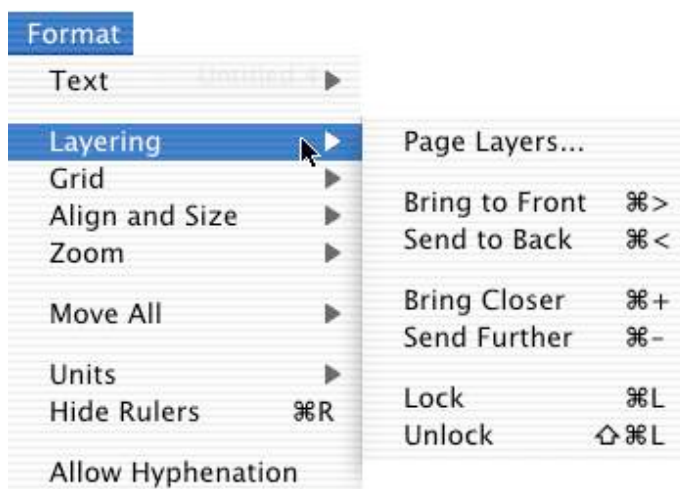 Format
Text
Untitled
Layering
Grid
Align and Size
Zoom
Move All
Units
Hide Rulers ⌘R
Allow Hyphenation
Page Layers...
Bring to Front ⌘>
Send to Back ⌘<
Bring Closer ⌘+
Send Further ⌘-
Lock ⌘L
Unlock ⇧⌘L